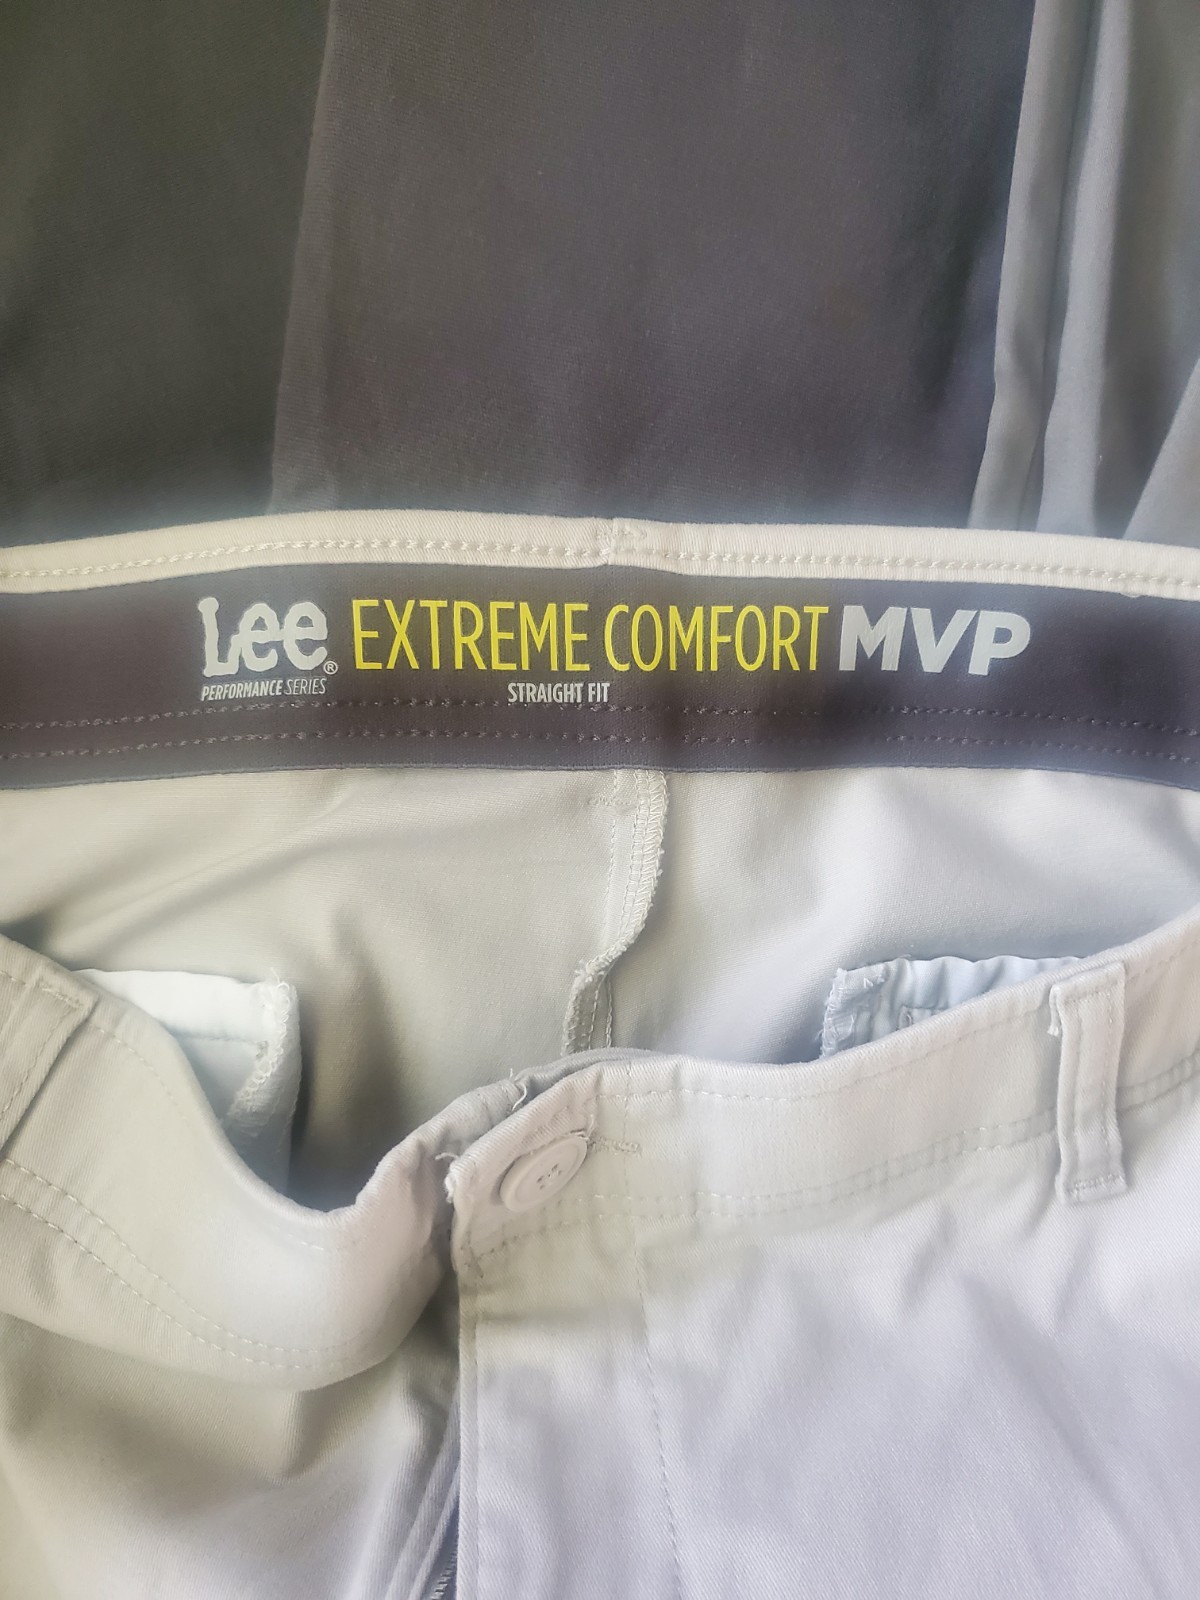 Lee® EXTREME COMFORT MVP
PERFORMANCE SERIES STRAIGHT FIT